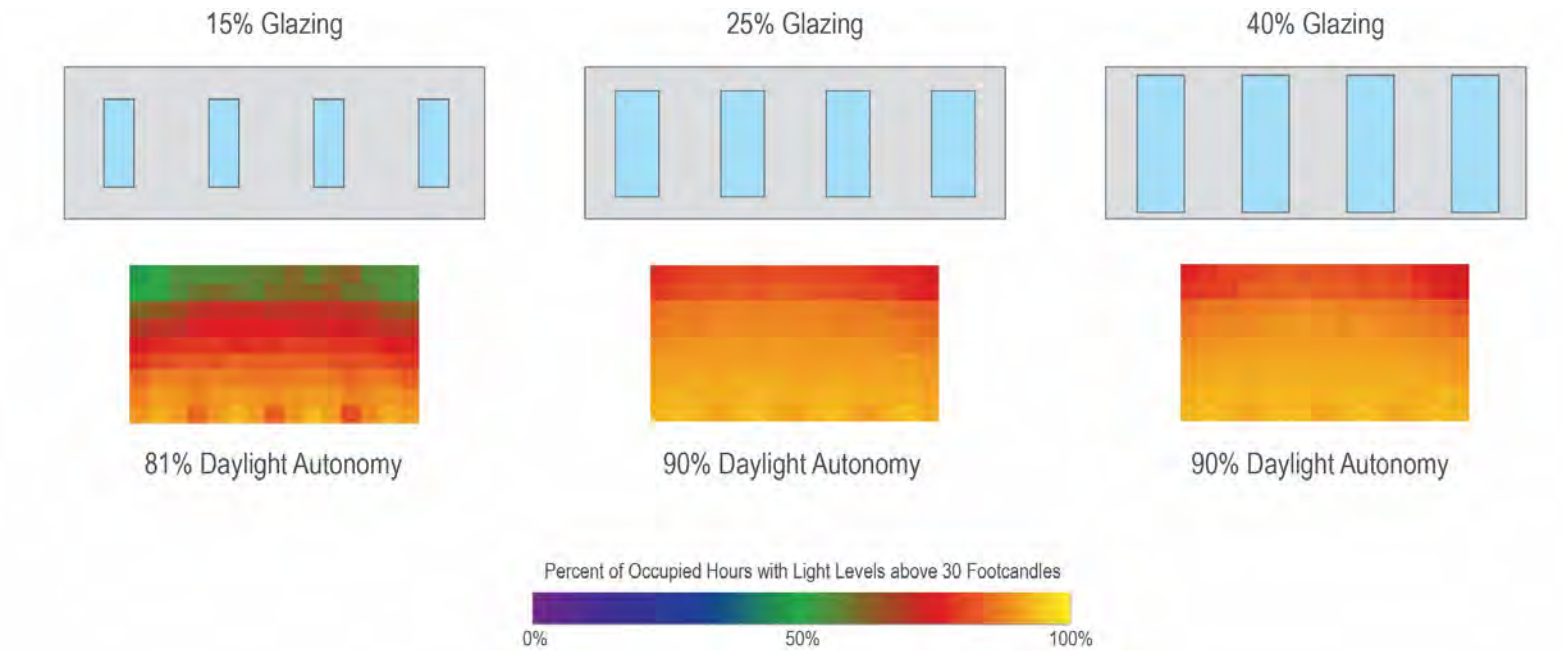 15% Glazing
25% Glazing
40% Glazing
81% Daylight Autonomy
90% Daylight Autonomy
90% Daylight Autonomy
Percent of Occupied Hours with Light Levels above 30 Footcandles
0%
50%
100%